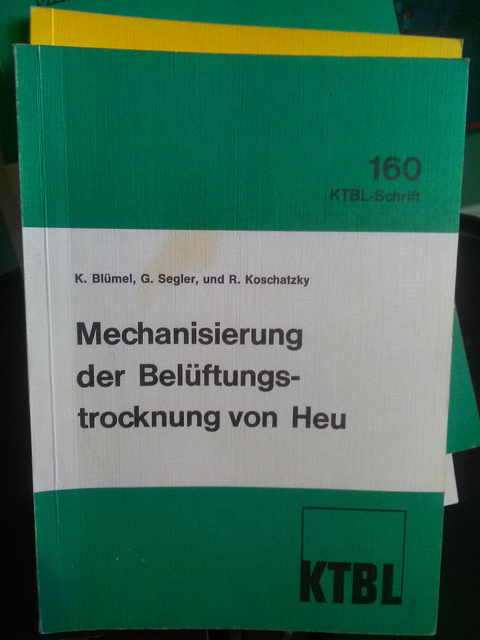 160
KTBL-Schrift
K. Blümel, G. Segler, und R. Koschatzky
Mechanisierung
der Belüftungs-
trocknung von Heu
KTBL